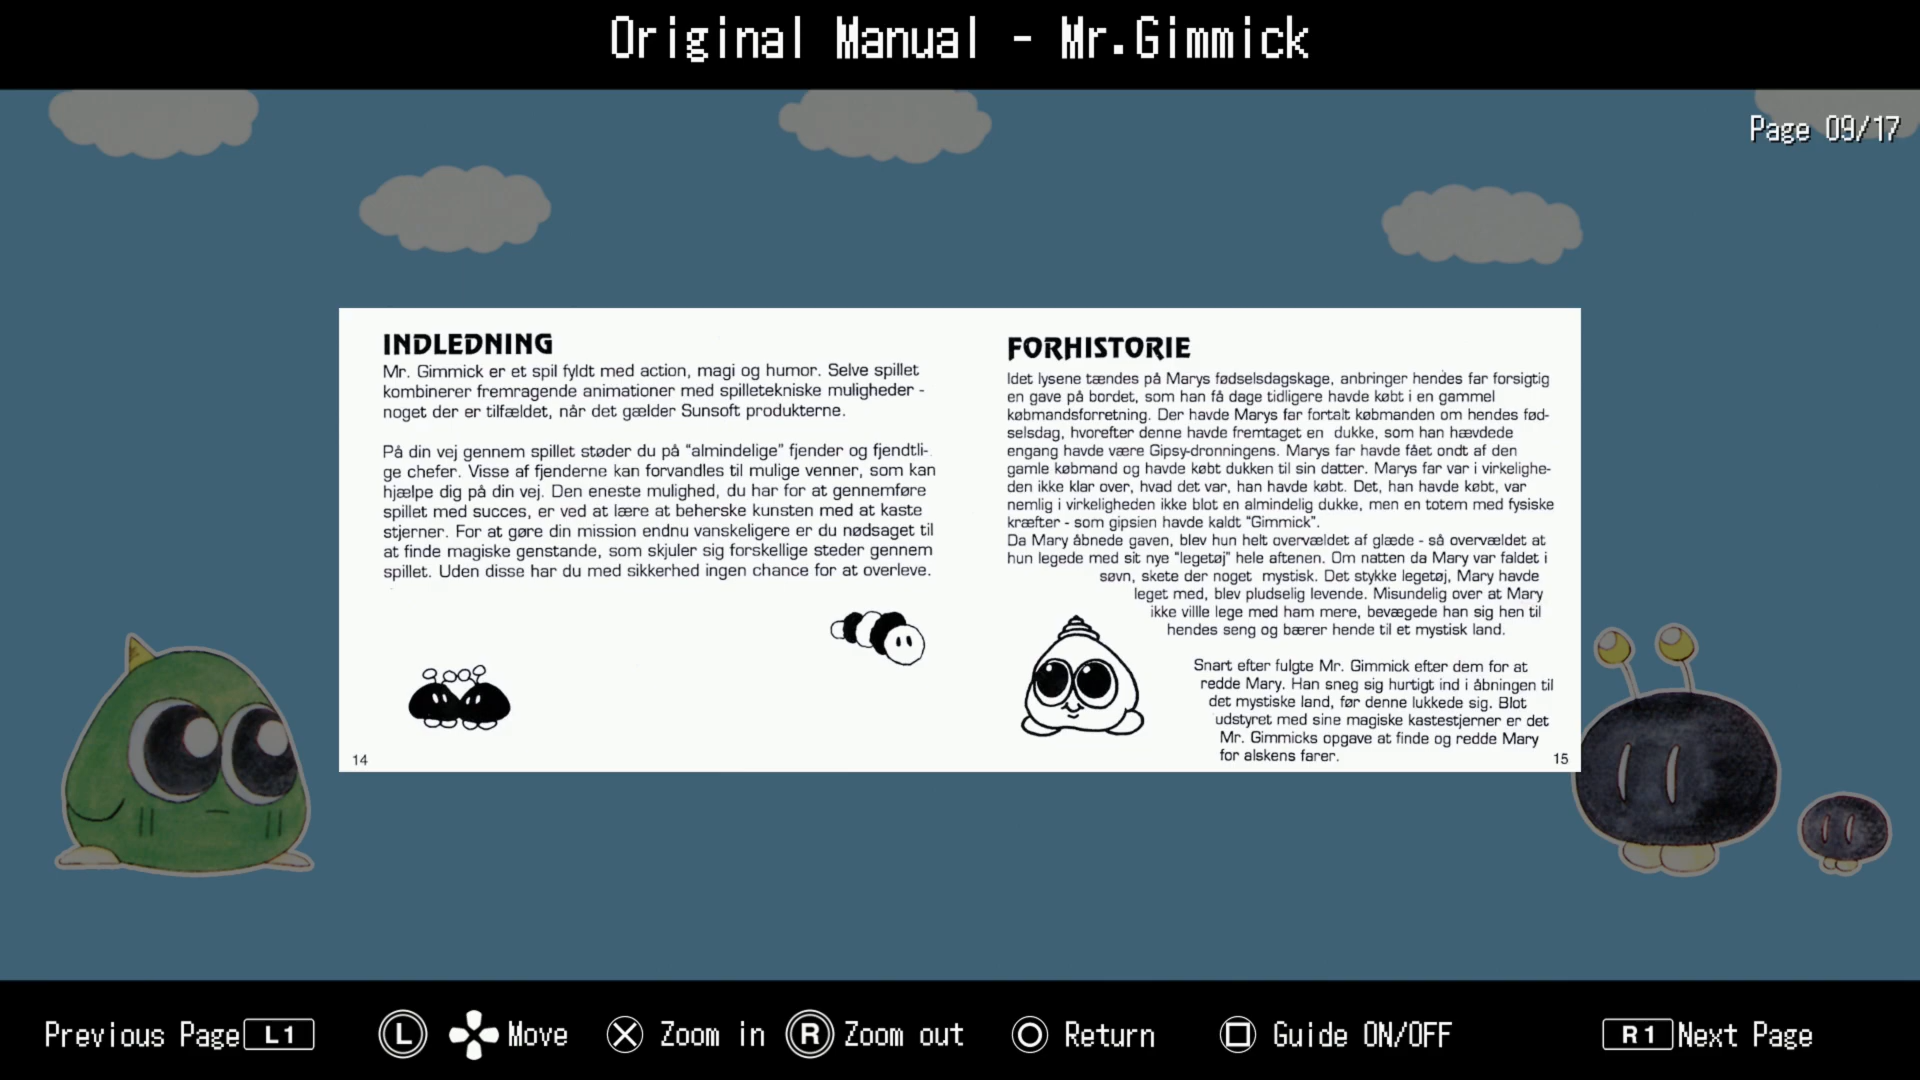 Original Manual - Mr.Gimmick
Page 09/17
INDLEDNING
Mr. Gimmick er et spil fyldt med action, magi og humor. Selve spillet
kombinerer fremragende animationer med spilletekniske muligheder -
noget der er tilfældet, når det gælder Sunsoft produkterne.
På din vej gennem spillet støder du på "almindelige" fjender og fjendtli-
ge chefer. Visse af fjenderne kan forvandles til mulige venner, som kan
hjælpe dig på din vej. Den eneste mulighed, du har for at gennemføre
spillet med succes, er ved at lære at beherske kunsten med at kaste
stjerner. For at gøre din mission endnu vanskeligere er du nødsaget til
at finde magiske genstande, som skjuler sig forskellige steder gennem
spillet. Uden disse har du med sikkerhed ingen chance for at overleve.
14
FORHISTORIE
Idet lysene tændes på Marys fødselsdagskage, anbringer hendes far forsigtig
en gave på bordet, som han få dage tidligere havde købt i en gammel
købmandsforretning. Der havde Marys far fortalt købmanden om hendes fød-
selsdag, hvorefter denne havde fremtaget en dukke, som han hævdede
engang havde være Gipsy-dronningens. Marys far havde fået ondt af den
gamle købmand og havde købt dukken til sin datter. Marys far var i virkelighe-
den ikke klar over, hvad det var, han havde købt. Det, han havde købt, var
nemlig i virkeligheden ikke blot en almindelig dukke, men en totem med fysiske
kræfter - som gipsien havde kaldt "Gimmick".
Da Mary åbnede gaven, blev hun helt overvældet af glæde - så overvældet at
hun legede med sit nye "legetøj" hele aftenen. Om natten da Mary var faldet i
søvn, skete der noget mystisk. Det stykke legetøj, Mary havde
leget med, blev pludselig levende. Misundelig over at Mary
ikke villle lege med ham mere, bevægede han sig hen til
hendes seng og bærer hende til et mystisk land.
Snart efter fulgte Mr. Gimmick efter dem for at
redde Mary. Han sneg sig hurtigt ind i åbningen til
det mystiske land, før denne lukkede sig. Blot
udstyret med sine magiske kastestjerner er det
Mr. Gimmicks opgave at finde og redde Mary
for alskens farer.
15
Previous Page L1 L Move X Zoom in R Zoom out Return Guide ON/OFF R1 Next Page